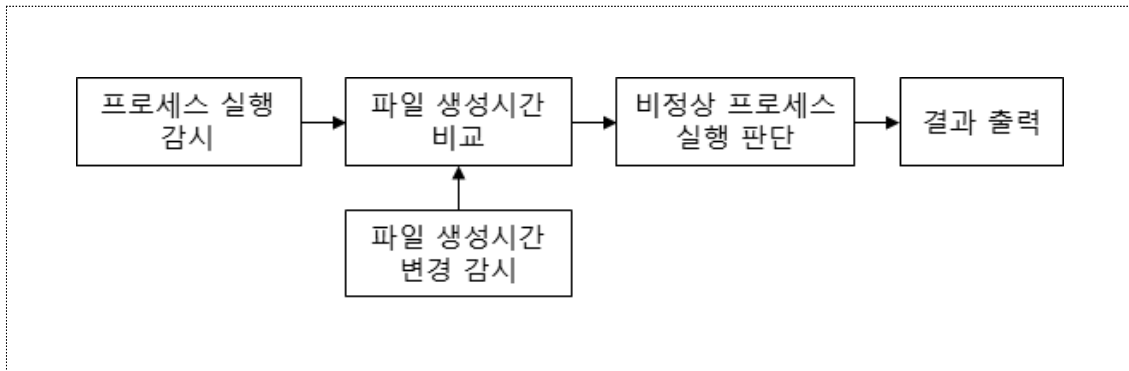 프로세스 실행
감시
파일 생성시간
비교
비정상 프로세스
실행 판단
결과 출력
파일 생성시간
변경 감시